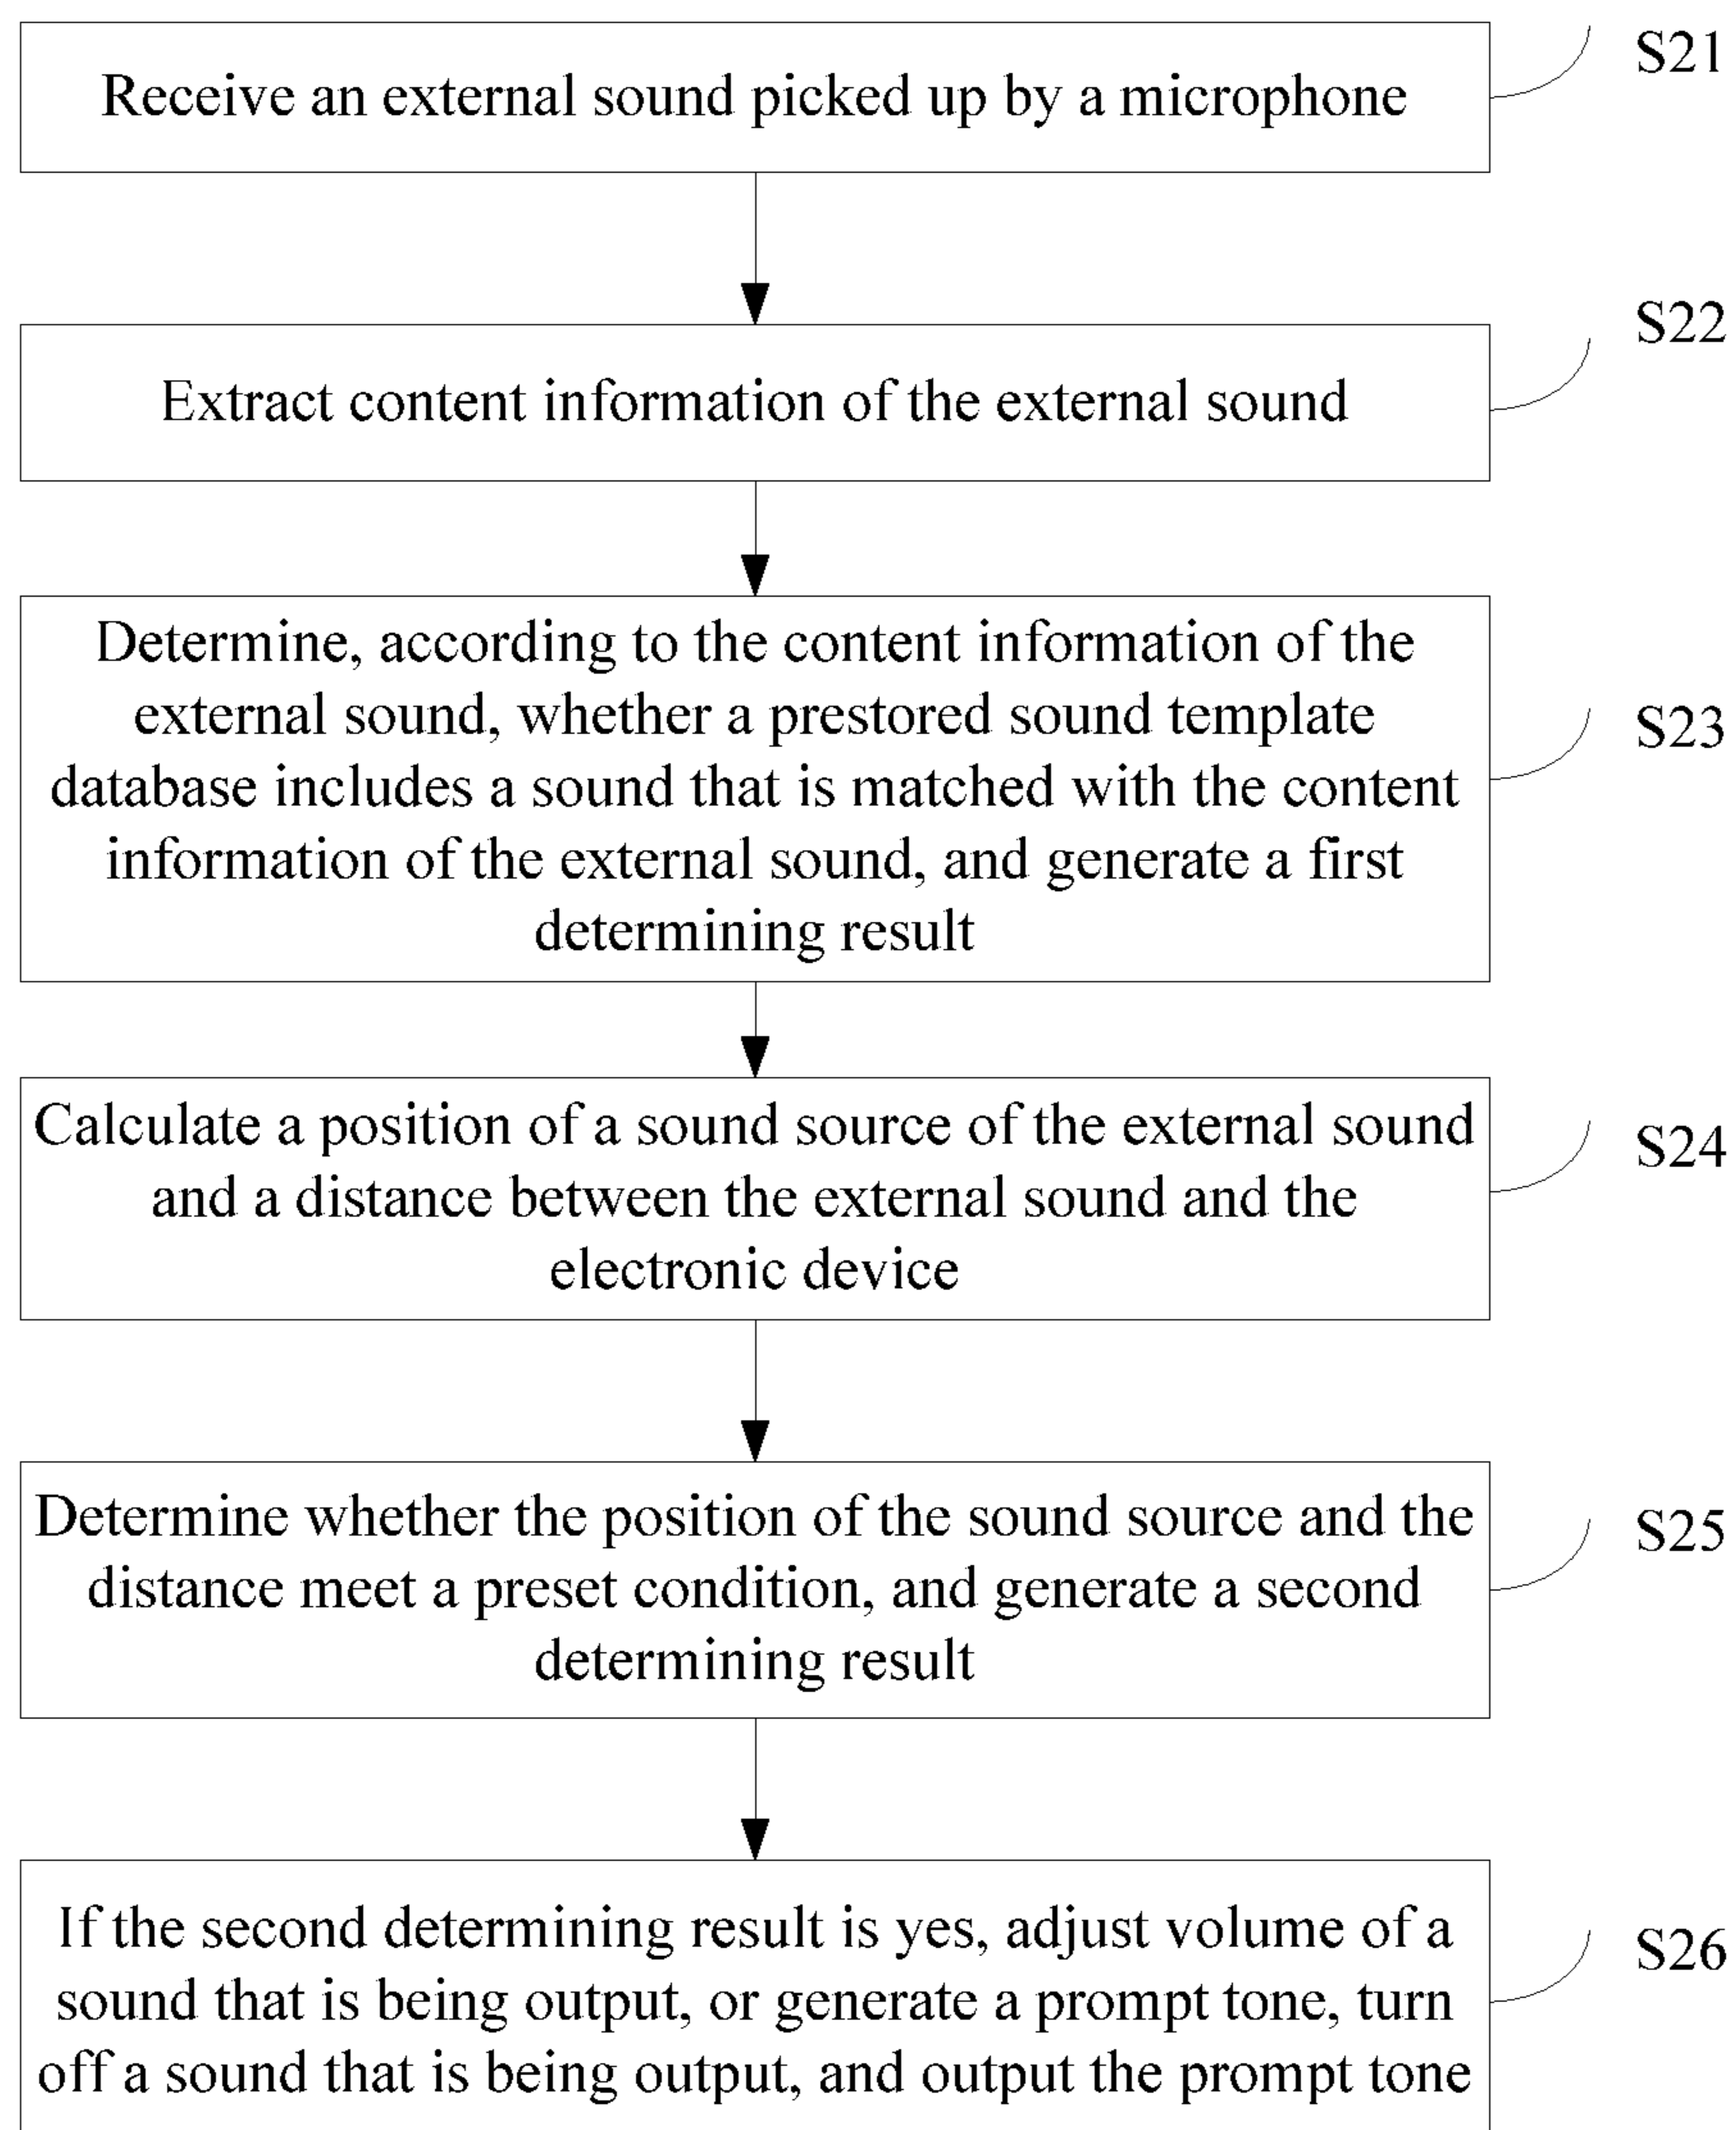 Receive an external sound picked up by a microphone
S21
Extract content information of the external sound
S22
Determine, according to the content information of the
external sound, whether a prestored sound template
database includes a sound that is matched with the content
information of the external sound, and generate a first
determining result
S23
Calculate a position of a sound source of the external sound
and a distance between the external sound and the
electronic device
S24
Determine whether the position of the sound source and the
distance meet a preset condition, and generate a second
determining result
S25
If the second determining result is yes, adjust volume of a
sound that is being output, or generate a prompt tone, turn
off a sound that is being output, and output the prompt tone
S26